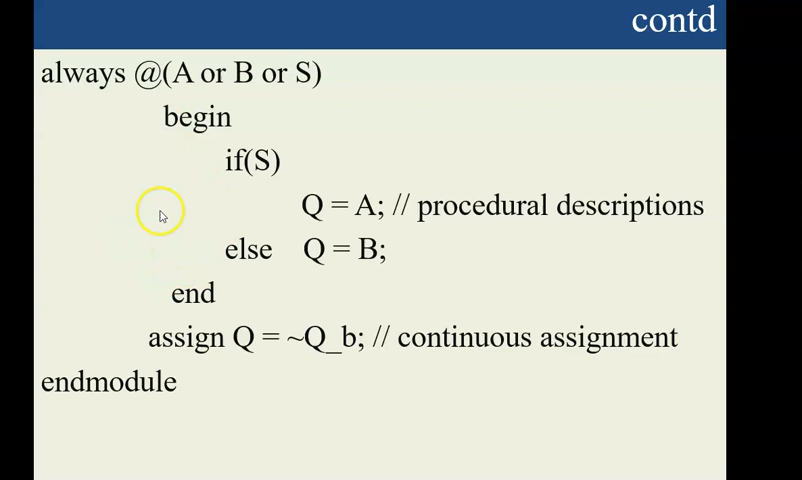 contd
always @(A or B or S)
begin
if(S)
Q = A; // procedural descriptions
else Q = B;
end
assign Q = ~Q_b; // continuous assignment
endmodule